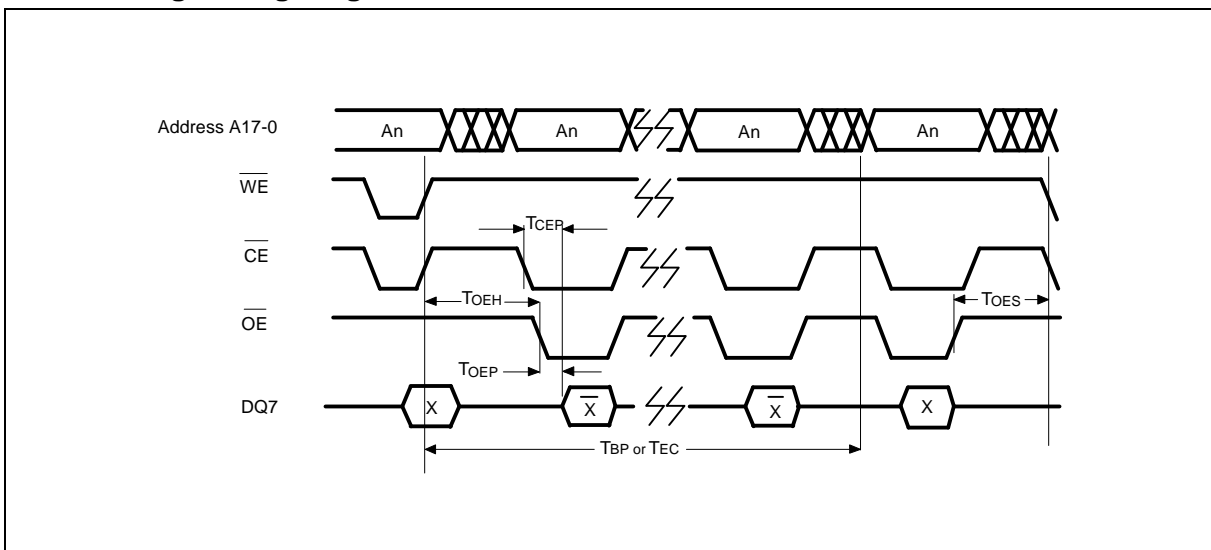 Address A17-0
An
An
An
An
WE
TCEP
CE
TOEH
TOES
OE
TOEP
DQ7
X
X
X
X
TBP or TEC